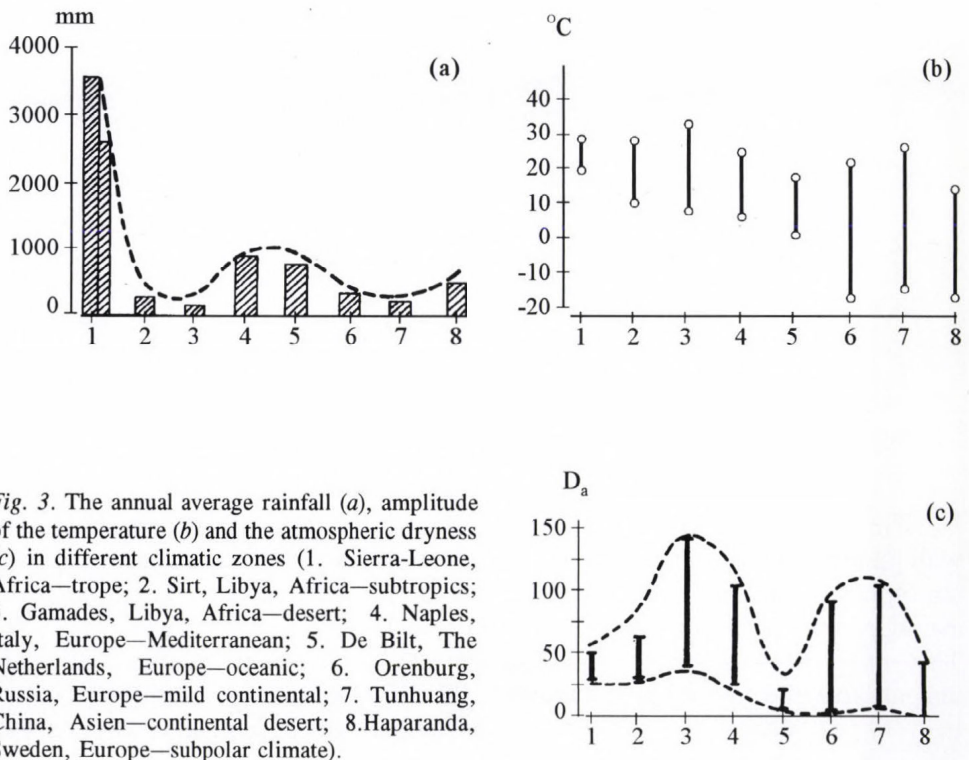 mm
4000
3000
2000
1000
0
(a)
1 2 3 4 5 6 7 8
°C
40
30
20
10
0
-10
-20
(b)
1 2 3 4 5 6 7 8
Fig. 3. The annual average rainfall (a), amplitude
of the temperature (b) and the atmospheric dryness
(c) in different climatic zones (1. Sierra-Leone,
Africa—trope; 2. Sirt, Libya, Africa—subtropics;
. Gamades, Libya, Africa—desert; 4. Naples,
Italy, Europe—Mediterranean; 5. De Bilt, The
Netherlands, Europe—oceanic; 6. Orenburg,
Russia, Europe—mild continental; 7. Tunhuang,
China, Asien—continental desert; 8.Haparanda,
Sweden, Europe—subpolar climate).
Da
150
100
50
0
(c)
1 2 3 4 5 6 7 8